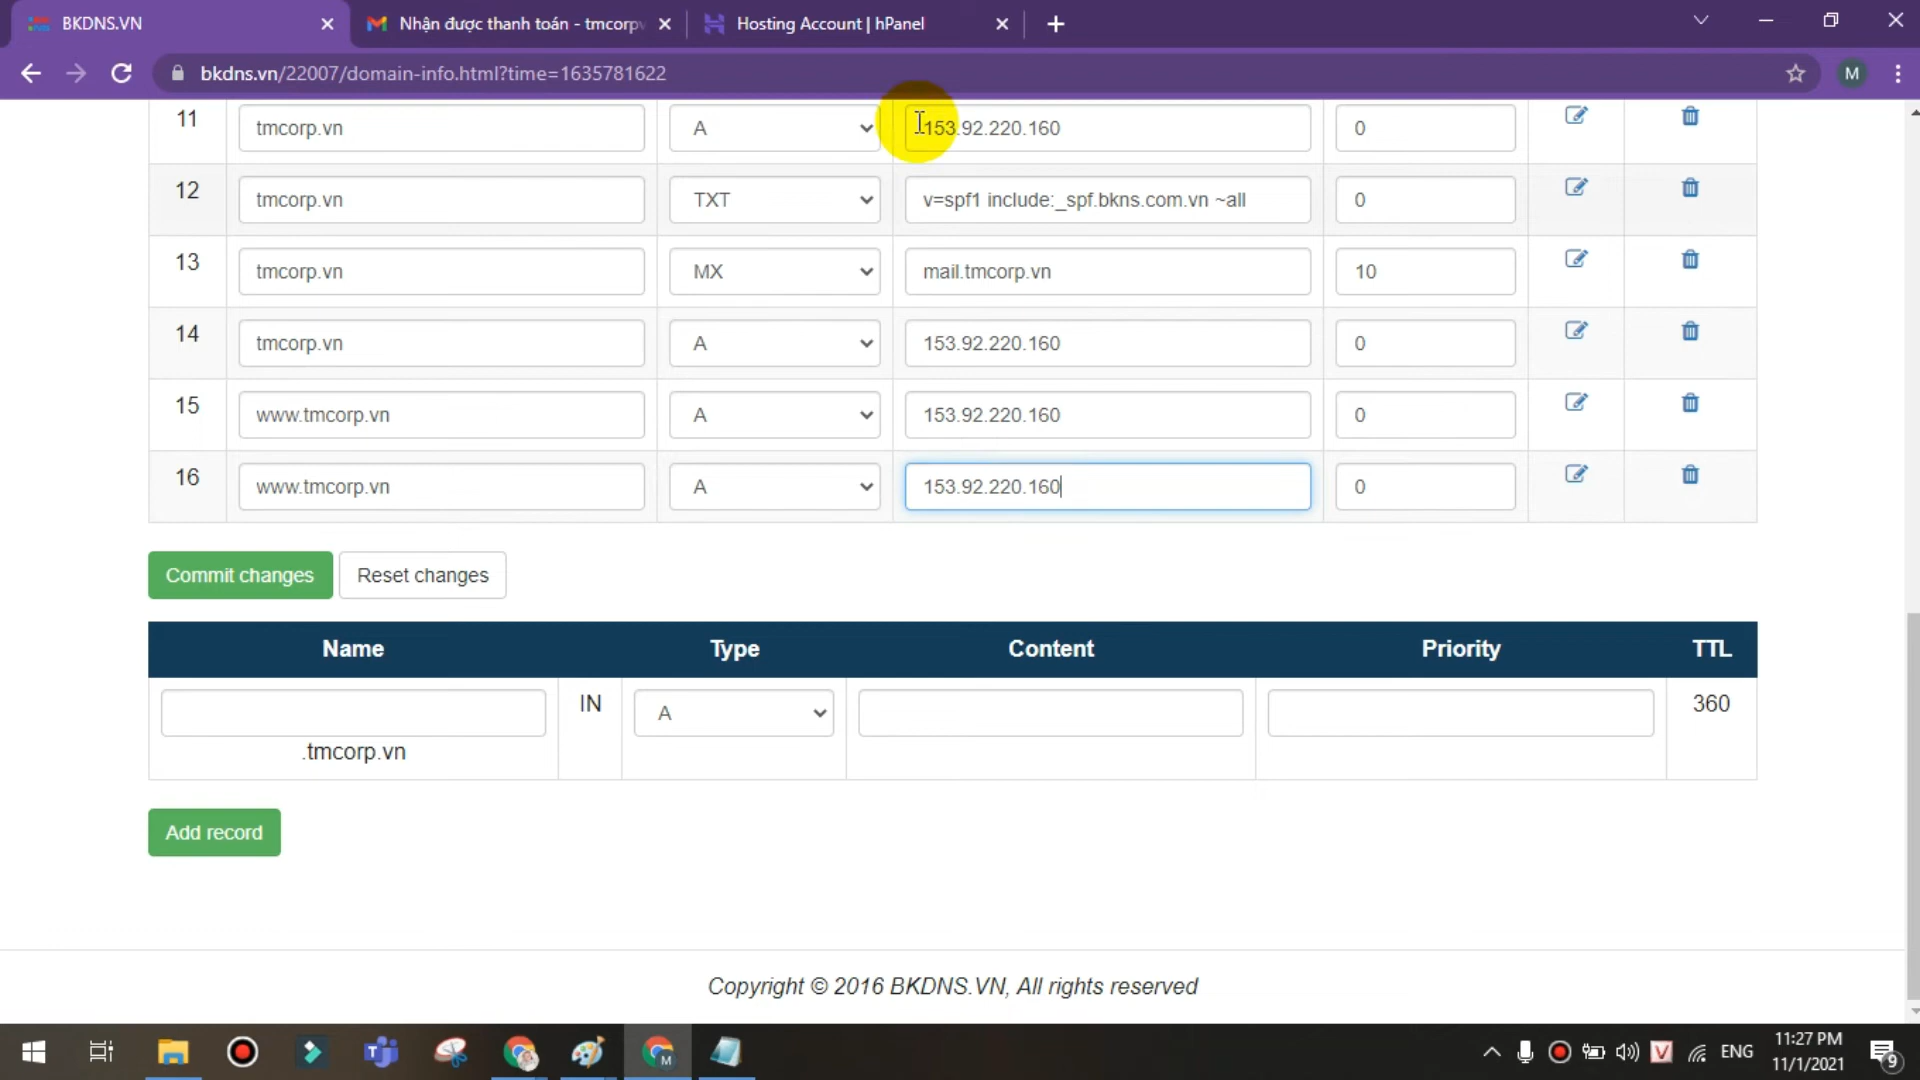 BKDNS.VN
Nhận được thanh toán - tmcorpv
Hosting Account | hPanel
bkdns.vn/22007/domain-info.html?time=1635781622
M
11 tmcorp.vn A 153.92.220.160 0
12 tmcorp.vn TXT v=spf1 include:_spf.bkns.com.vn ~all 0
13 tmcorp.vn MX mail.tmcorp.vn 10
14 tmcorp.vn A 153.92.220.160 0
15 www.tmcorp.vn A 153.92.220.160 0
16 www.tmcorp.vn A 153.92.220.160 0
Commit changes Reset changes
Name Type Content Priority TTL
IN A 360
.tmcorp.vn
Add record
Copyright © 2016 BKDNS.VN, All rights reserved
ENG
11:27 PM
11/1/2021
9